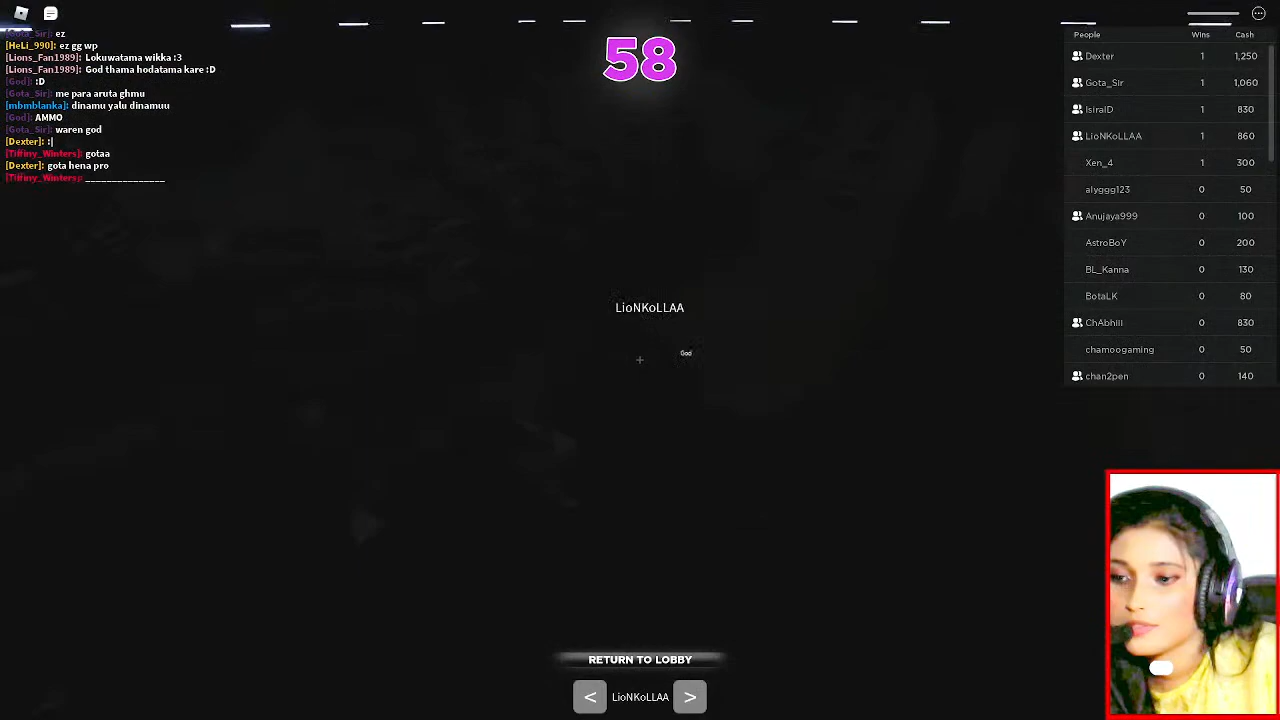 [Gota_Sir]: ez
[HeLi_990]: ez gg wp
[Lions_Fan1989]: Lokuwatama wikka :3
[Lions_Fan1989]: God thama hodatama kare :D
[God]: :D
[Gota_Sir]: me para aruta ghmu
[mbmblanka]: dinamu yalu dinamuu
[God]: AMMO
[Gota_Sir]: waren god
[Dexter]: :|
[Tiffiny_Winters]: gotaa
[Dexter]: gota hena pro
[Tiffiny_Winters]: _______________
58
People Wins Cash
Dexter 1 1,250
Gota_Sir 1 1,060
IsiraID 1 830
LioNKoLLAA 1 860
Xen_4 1 300
alyggg123 0 50
Anujaya999 0 100
AstroBoY 0 200
BL_Kanna 0 130
BotaLK 0 80
ChAbhiii 0 830
chamoogaming 0 50
chan2pen 0 140
LioNKoLLAA
God
RETURN TO LOBBY
< LioNKoLLAA >